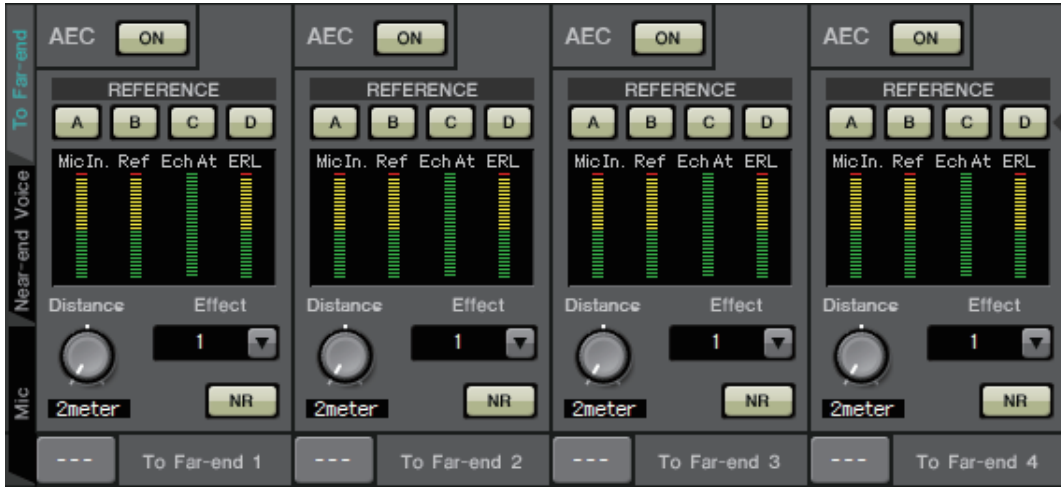 To Far-end
Near-end Voice
Mic
AEC ON
REFERENCE
A B C D
Mic In. Ref Ech At ERL
Distance Effect
1
2meter NR
--- To Far-end 1
AEC ON
REFERENCE
A B C D
Mic In. Ref Ech At ERL
Distance Effect
1
2meter NR
--- To Far-end 2
AEC ON
REFERENCE
A B C D
Mic In. Ref Ech At ERL
Distance Effect
1
2meter NR
--- To Far-end 3
AEC ON
REFERENCE
A B C D
Mic In. Ref Ech At ERL
Distance Effect
1
2meter NR
--- To Far-end 4